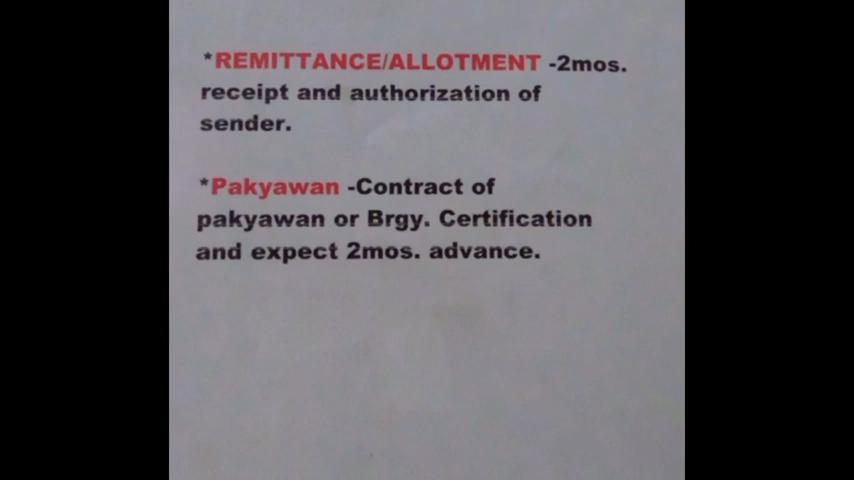 *REMITTANCE/ALLOTMENT -2mos.
receipt and authorization of
sender.
*Pakyawan -Contract of
pakyawan or Brgy. Certification
and expect 2mos. advance.